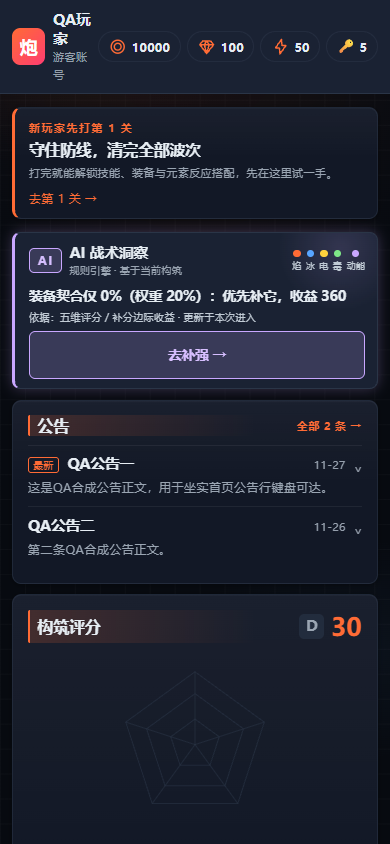 炮
QA玩家
游客账号
10000
100
50
5
新玩家先打第 1 关
守住防线，清完全部波次
打完就能解锁技能、装备与元素反应搭配，先在这里试一手。
去第 1 关 →
AI
AI 战术洞察
规则引擎 · 基于当前构筑
焰 冰 电 毒 动能
装备契合仅 0%（权重 20%）：优先补它，收益 360
依据：五维评分 / 补分边际收益 · 更新于本次进入
去补强 →
公告
全部 2 条 →
最新
QA公告一
11-27
这是QA合成公告正文，用于坐实首页公告行键盘可达。
QA公告二
11-26
第二条QA合成公告正文。
构筑评分
D
30